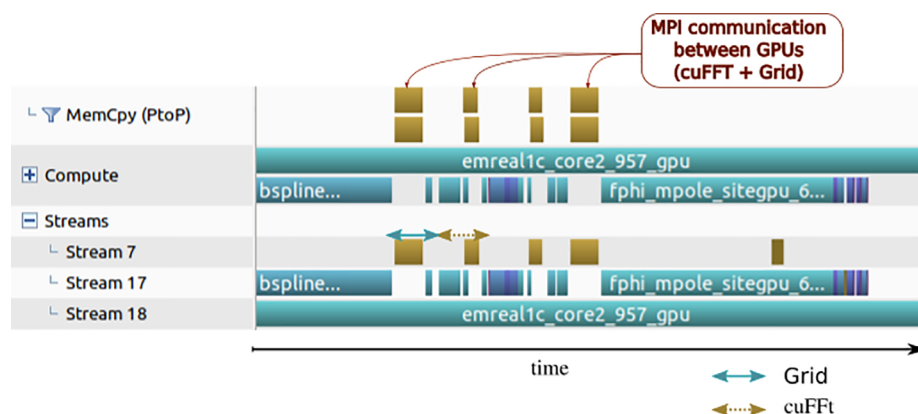 MPI communication
between GPUs
(cuFFT + Grid)
MemCpy (PtoP)
emreal1c_core2_957_gpu
Compute
bspline... fphi_mpole_sitegpu_6...
Streams
Stream 7
Stream 17 bspline... fphi_mpole_sitegpu_6...
Stream 18 emreal1c_core2_957_gpu
time
Grid
cuFFt